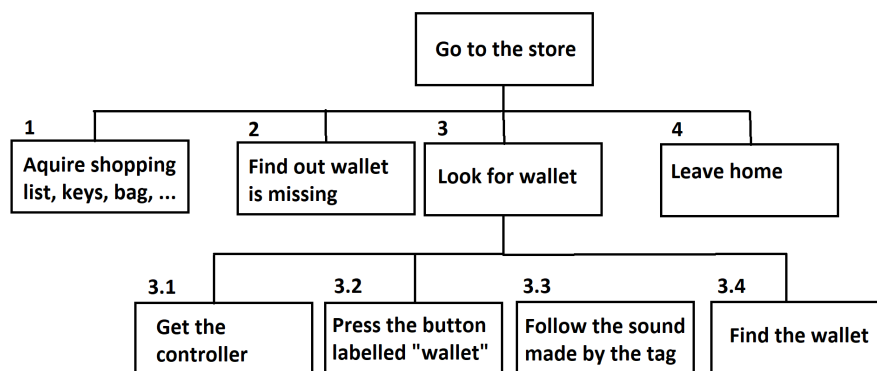 Go to the store
1
2
3
4
Aquire shopping
list, keys, bag, ...
Find out wallet
is missing
Look for wallet
Leave home
3.1
3.2
3.3
3.4
Get the
controller
Press the button
labelled "wallet"
Follow the sound
made by the tag
Find the wallet